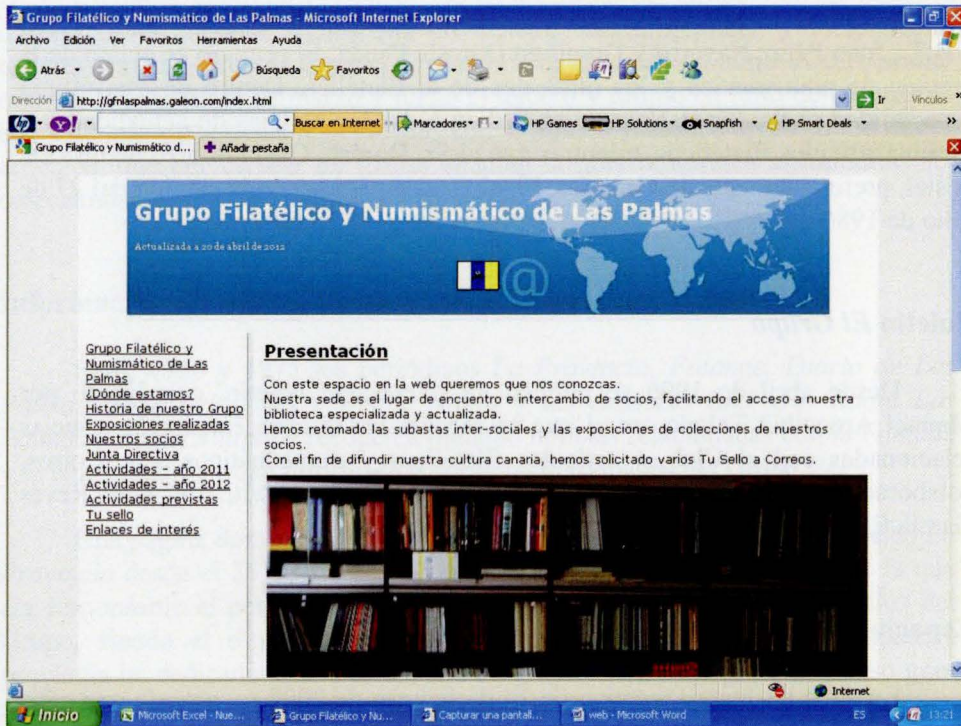 Grupo Filatélico y Numismático de Las Palmas - Microsoft Internet Explorer
Archivo Edición Ver Favoritos Herramientas Ayuda
Atrás Búsqueda Favoritos
Dirección http://gfnlaspalmas.galeon.com/index.html Ir Vínculos »
hp Y! Buscar en Internet Marcadores HP Games HP Solutions Snapfish HP Smart Deals »
Grupo Filatélico y Numismático d... Añadir pestaña
Grupo Filatélico y Numismático de Las Palmas
Actualizada a 20 de abril de 2012
@
Grupo Filatélico y
Numismático de Las
Palmas
¿Dónde estamos?
Historia de nuestro Grupo
Exposiciones realizadas
Nuestros socios
Junta Directiva
Actividades - año 2011
Actividades - año 2012
Actividades previstas
Tu sello
Enlaces de interés
Presentación
Con este espacio en la web queremos que nos conozcas.
Nuestra sede es el lugar de encuentro e intercambio de socios, facilitando el acceso a nuestra
biblioteca especializada y actualizada.
Hemos retomado las subastas inter-sociales y las exposiciones de colecciones de nuestros
socios.
Con el fin de difundir nuestra cultura canaria, hemos solicitado varios Tu Sello a Correos.
Internet
Inicio Microsoft Excel - Nue... Grupo Filatélico y Nu... Capturar una pantall... web - Microsoft Word ES 13:21